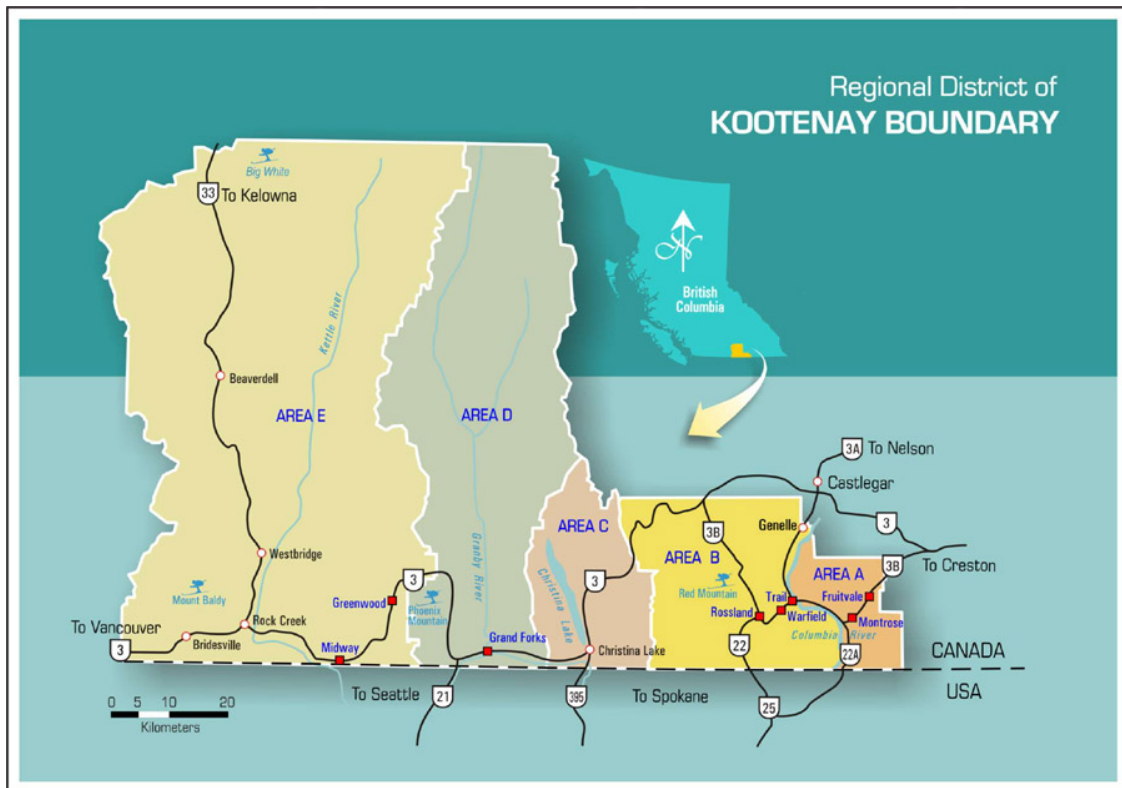 Regional District of
KOOTENAY BOUNDARY
Big White
33
To Kelowna
N
British
Columbia
Kettle River
Beaverdell
AREA E
AREA D
3A
To Nelson
Castlegar
AREA C
3B
Genelle
3
Westbridge
Granby River
AREA B
AREA A
3B
To Creston
3
Christina Lake
3
Mount Baldy
Greenwood
Phoenix
Mountain
Red Mountain
Trail
Fruitvale
Rossland
Warfield
Montrose
Columbia River
To Vancouver
3
Rock Creek
Bridesville
Midway
Grand Forks
Christina Lake
22
22A
CANADA
USA
To Seattle
21
395
To Spokane
25
0 5 10 20
Kilometers